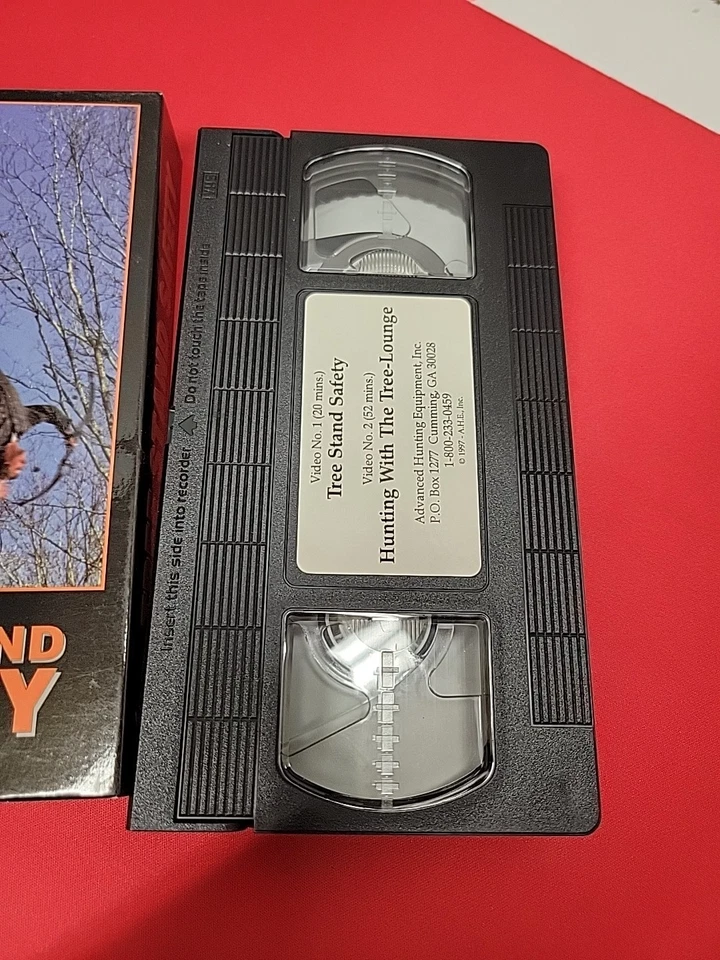 ND
Y
VHS
Insert this side into recorder Do not touch the tape inside
Video No. 1 (20 mins.)
Tree Stand Safety
Video No. 2 (52 mins.)
Hunting With The Tree-Lounge
Advanced Hunting Equipment, Inc.
P.O. Box 1277 Cumming, GA 30028
1-800-233-0459
© 1997 - A.H.E., Inc.